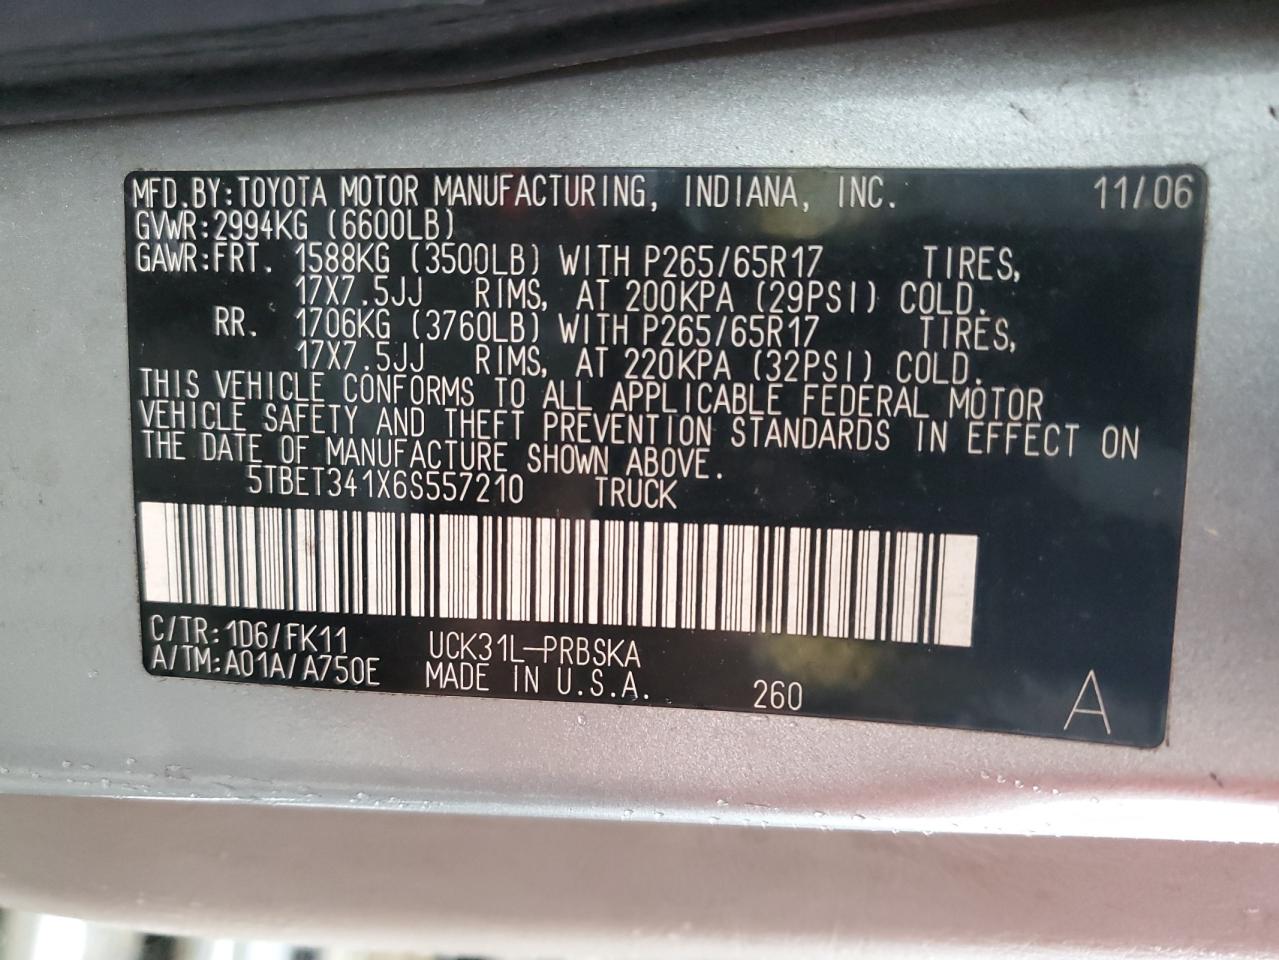 MFD.BY:TOYOTA MOTOR MANUFACTURING, INDIANA, INC. 11/06
GVWR:2994KG (6600LB)
GAWR:FRT. 1588KG (3500LB) WITH P265/65R17 TIRES,
17X7.5JJ RIMS, AT 200KPA (29PSI) COLD.
RR. 1706KG (3760LB) WITH P265/65R17 TIRES,
17X7.5JJ RIMS, AT 220KPA (32PSI) COLD.
THIS VEHICLE CONFORMS TO ALL APPLICABLE FEDERAL MOTOR
VEHICLE SAFETY AND THEFT PREVENTION STANDARDS IN EFFECT ON
THE DATE OF MANUFACTURE SHOWN ABOVE.
5TBET341X6S557210 TRUCK
C/TR:1D6/FK11 UCK31L-PRBSKA
A/TM:A01A/A750E MADE IN U.S.A. 260 A